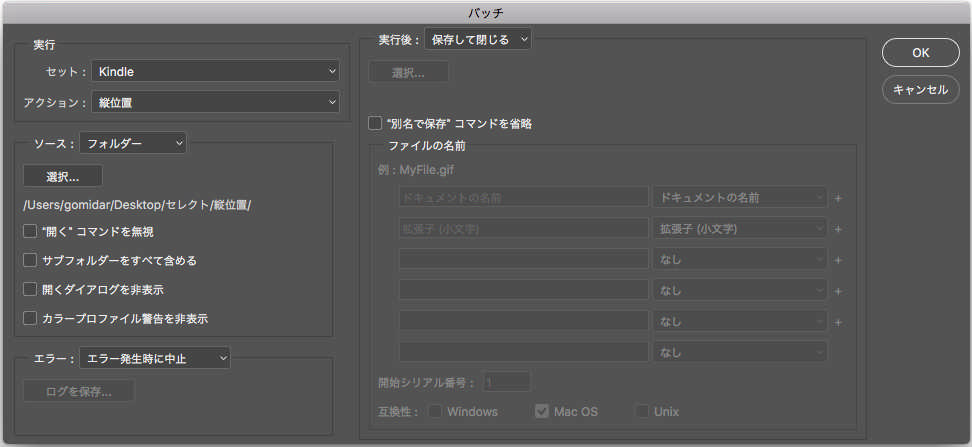 バッチ
実行
セット： Kindle
アクション： 縦位置
ソース： フォルダー
選択...
/Users/gomidar/Desktop/セレクト/縦位置/
"開く" コマンドを無視
サブフォルダーをすべて含める
開くダイアログを非表示
カラープロファイル警告を非表示
エラー： エラー発生時に中止
ログを保存...
実行後： 保存して閉じる
選択...
"別名で保存" コマンドを省略
ファイルの名前
例 : MyFile.gif
ドキュメントの名前 ドキュメントの名前 +
拡張子 (小文字) 拡張子 (小文字) +
なし +
なし +
なし +
なし
開始シリアル番号： 1
互換性： Windows Mac OS Unix
OK
キャンセル